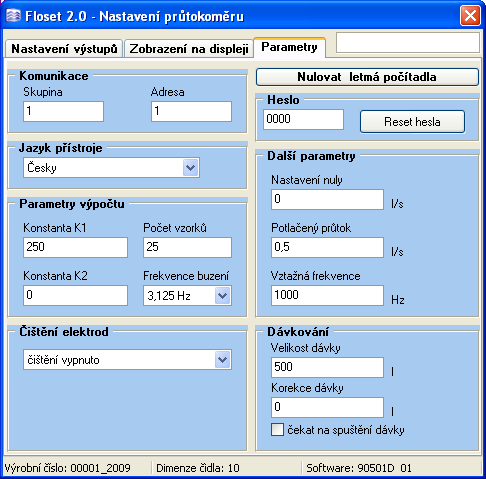 Floset 2.0 - Nastavení průtokoměru
Nastavení výstupů Zobrazení na displeji Parametry
Komunikace
Skupina Adresa
1 1
Jazyk přístroje
Česky
Parametry výpočtu
Konstanta K1 Počet vzorků
250 25
Konstanta K2 Frekvence buzení
0 3,125 Hz
Čištění elektrod
čištění vypnuto
Nulovat letmá počítadla
Heslo
0000 Reset hesla
Další parametry
Nastavení nuly
0 l/s
Potlačený průtok
0,5 l/s
Vztažná frekvence
1000 Hz
Dávkování
Velikost dávky
500 l
Korekce dávky
0 l
čekat na spuštění dávky
Výrobní číslo: 00001_2009 Dimenze čidla: 10 Software: 90501D 01